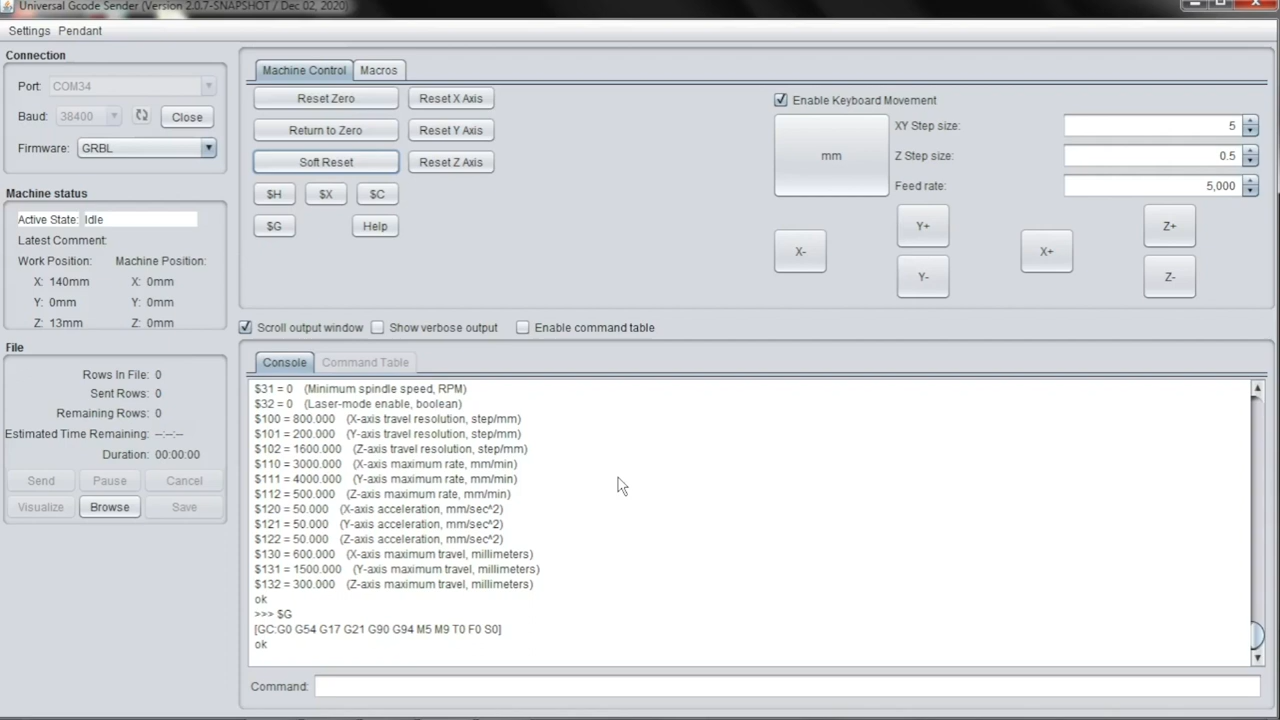 Universal Gcode Sender (Version 2.0.7-SNAPSHOT / Dec 02, 2020)
Settings Pendant
Connection
Port: COM34
Baud: 38400 Close
Firmware: GRBL
Machine status
Active State: Idle
Latest Comment:
Work Position: Machine Position:
X: 140mm X: 0mm
Y: 0mm Y: 0mm
Z: 13mm Z: 0mm
File
Rows In File: 0
Sent Rows: 0
Remaining Rows: 0
Estimated Time Remaining: --:--:--
Duration: 00:00:00
Send Pause Cancel
Visualize Browse Save
Machine Control Macros
Reset Zero Reset X Axis
Return to Zero Reset Y Axis
Soft Reset Reset Z Axis
$H $X $C
$G Help
Enable Keyboard Movement
mm
XY Step size: 5
Z Step size: 0.5
Feed rate: 5,000
Y+ Z+
X- X+
Y- Z-
Scroll output window Show verbose output Enable command table
Console Command Table
$31 = 0 (Minimum spindle speed, RPM)
$32 = 0 (Laser-mode enable, boolean)
$100 = 800.000 (X-axis travel resolution, step/mm)
$101 = 200.000 (Y-axis travel resolution, step/mm)
$102 = 1600.000 (Z-axis travel resolution, step/mm)
$110 = 3000.000 (X-axis maximum rate, mm/min)
$111 = 4000.000 (Y-axis maximum rate, mm/min)
$112 = 500.000 (Z-axis maximum rate, mm/min)
$120 = 50.000 (X-axis acceleration, mm/sec^2)
$121 = 50.000 (Y-axis acceleration, mm/sec^2)
$122 = 50.000 (Z-axis acceleration, mm/sec^2)
$130 = 600.000 (X-axis maximum travel, millimeters)
$131 = 1500.000 (Y-axis maximum travel, millimeters)
$132 = 300.000 (Z-axis maximum travel, millimeters)
ok
>>> $G
[GC:G0 G54 G17 G21 G90 G94 M5 M9 T0 F0 S0]
ok
Command: